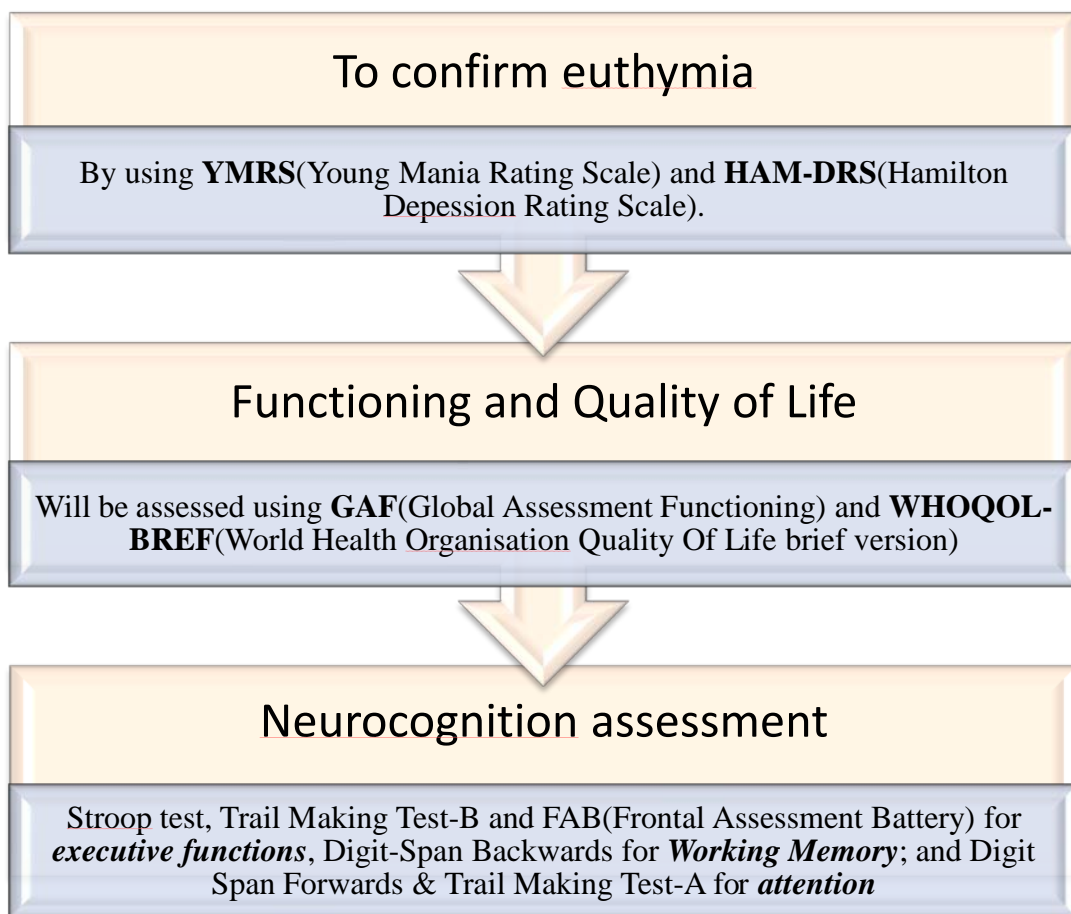 To confirm euthymia
By using YMRS(Young Mania Rating Scale) and HAM-DRS(Hamilton
Depession Rating Scale).
Functioning and Quality of Life
Will be assessed using GAF(Global Assessment Functioning) and WHOQOL-
BREF(World Health Organisation Quality Of Life brief version)
Neurocognition assessment
Stroop test, Trail Making Test-B and FAB(Frontal Assessment Battery) for
executive functions, Digit-Span Backwards for Working Memory; and Digit
Span Forwards & Trail Making Test-A for attention